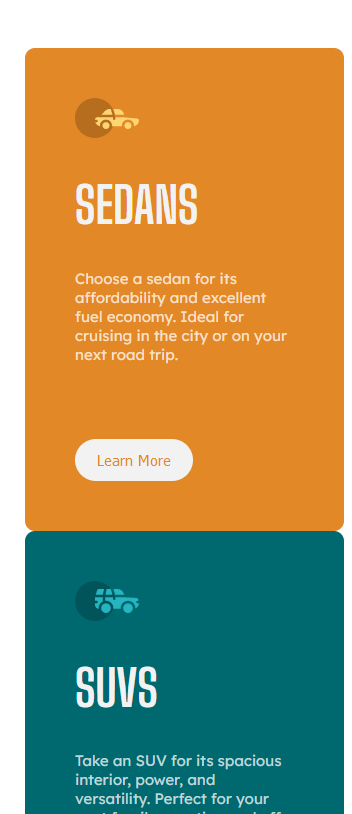 SEDANS
Choose a sedan for its
affordability and excellent
fuel economy. Ideal for
cruising in the city or on your
next road trip.
Learn More
SUVS
Take an SUV for its spacious
interior, power, and
versatility. Perfect for your